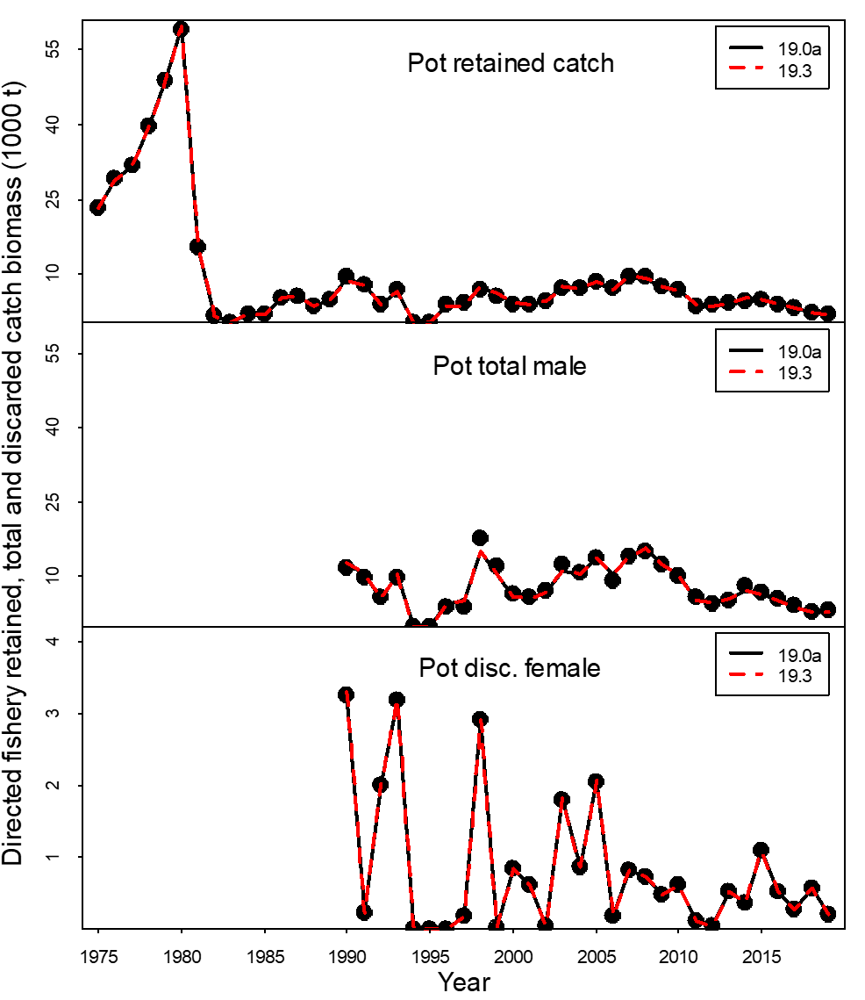 Directed fishery retained, total and discarded catch biomass (1000 t)
Pot retained catch
19.0a
19.3
55
40
25
10
Pot total male
19.0a
19.3
55
40
25
10
Pot disc. female
19.0a
19.3
4
3
2
1
1975 1980 1985 1990 1995 2000 2005 2010 2015
Year